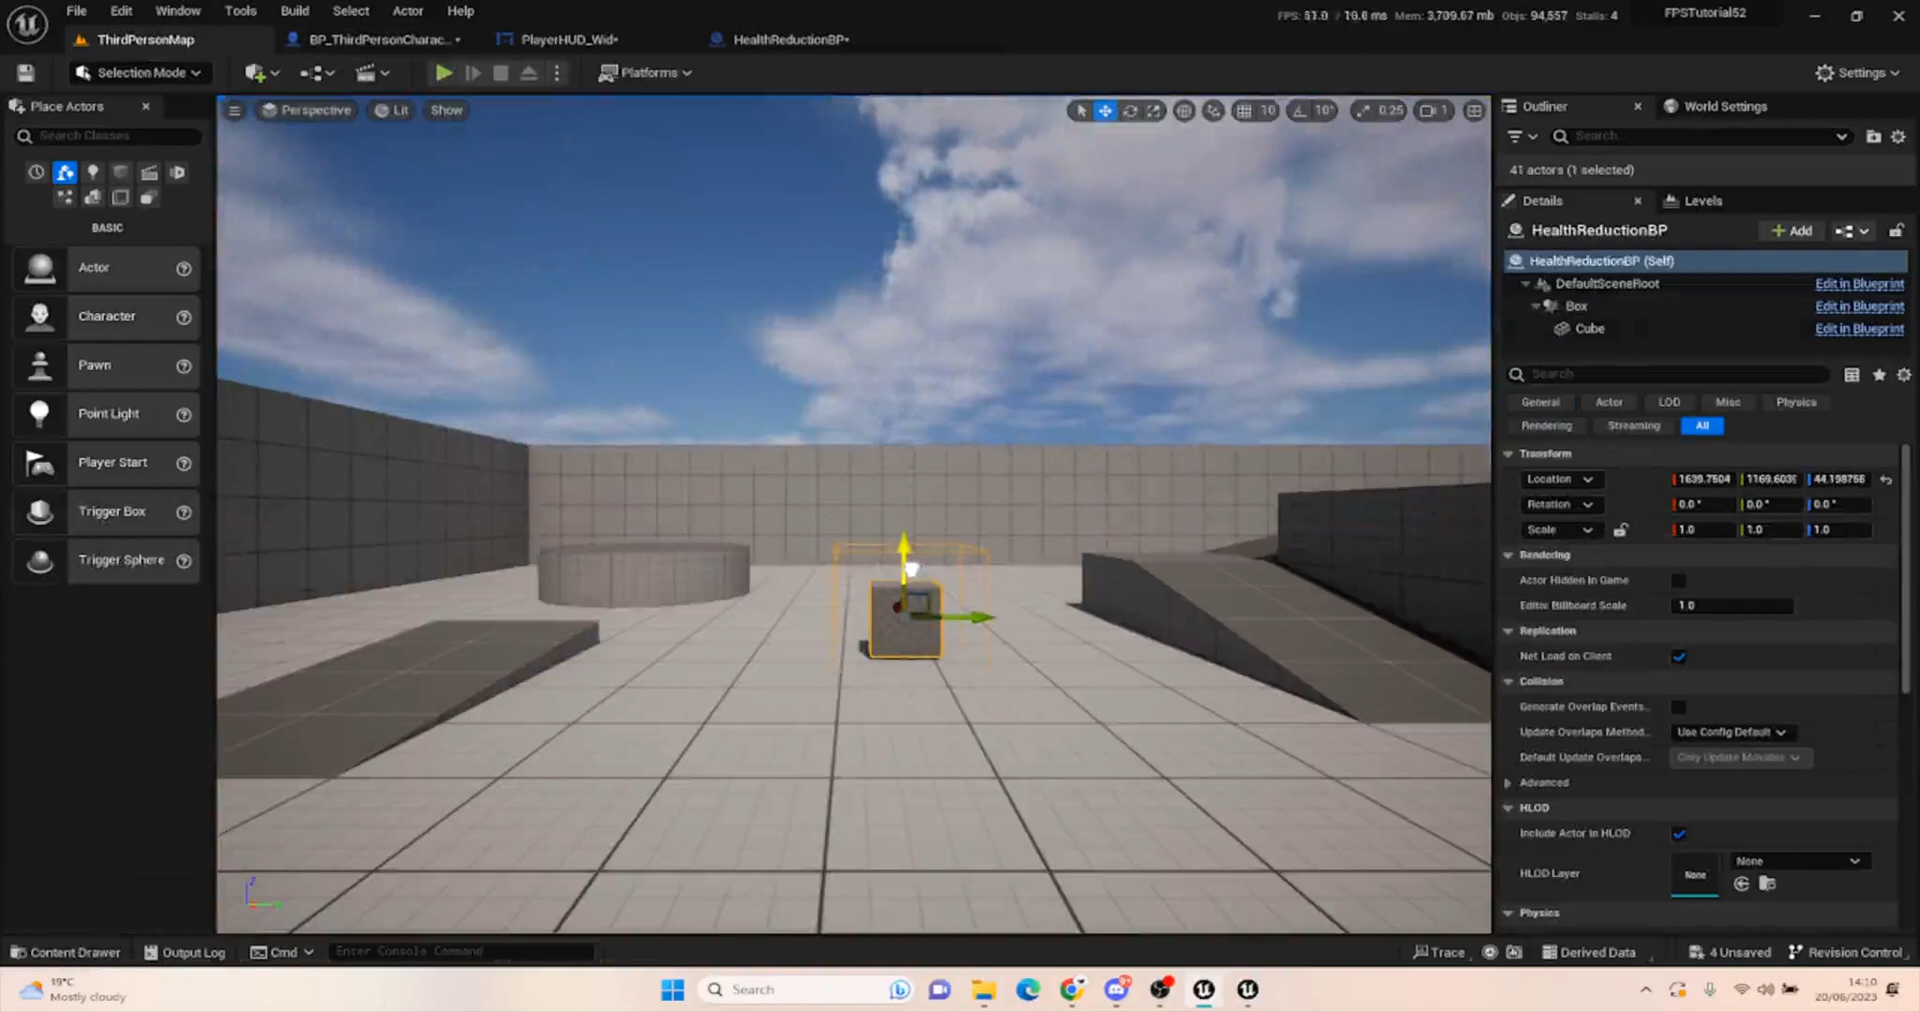 File Edit Window Tools Build Select Actor Help
FPS: 51.0 / 19.6 ms Mem: 3,709.67 mb Objs: 94,557 Stalls: 4 FPSTutorial52
ThirdPersonMap BP_ThirdPersonCharac... • PlayerHUD_Wid• HealthReductionBP•
Selection Mode Platforms Settings
Place Actors
Search Classes
BASIC
Actor
Character
Pawn
Point Light
Player Start
Trigger Box
Trigger Sphere
Perspective Lit Show 10 10° 0.25 1
Z
Outliner World Settings
Search...
41 actors (1 selected)
Details Levels
HealthReductionBP + Add
HealthReductionBP (Self)
DefaultSceneRoot Edit in Blueprint
Box Edit in Blueprint
Cube Edit in Blueprint
Search
General Actor LOD Misc Physics
Rendering Streaming All
Transform
Location 1639.7504 1169.6039 44.198756
Rotation 0.0° 0.0° 0.0°
Scale 1.0 1.0 1.0
Rendering
Actor Hidden In Game
Editor Billboard Scale 1.0
Replication
Net Load on Client
Collision
Generate Overlap Events...
Update Overlaps Method... Use Config Default
Default Update Overlaps... Only Update Movable
Advanced
HLOD
Include Actor in HLOD
HLOD Layer None None
Physics
Content Drawer Output Log Cmd Enter Console Command
Trace Derived Data 4 Unsaved Revision Control
19°C
Mostly cloudy
Search
14:10
20/06/2023